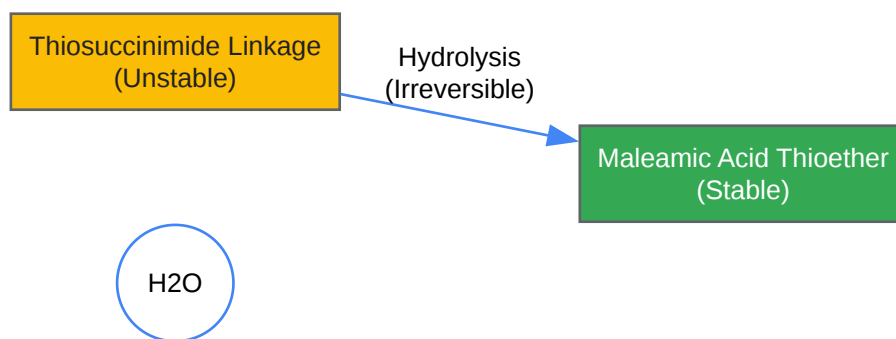 Thiosuccinimide Linkage
(Unstable)
Hydrolysis
(Irreversible)
Maleamic Acid Thioether
(Stable)
H2O